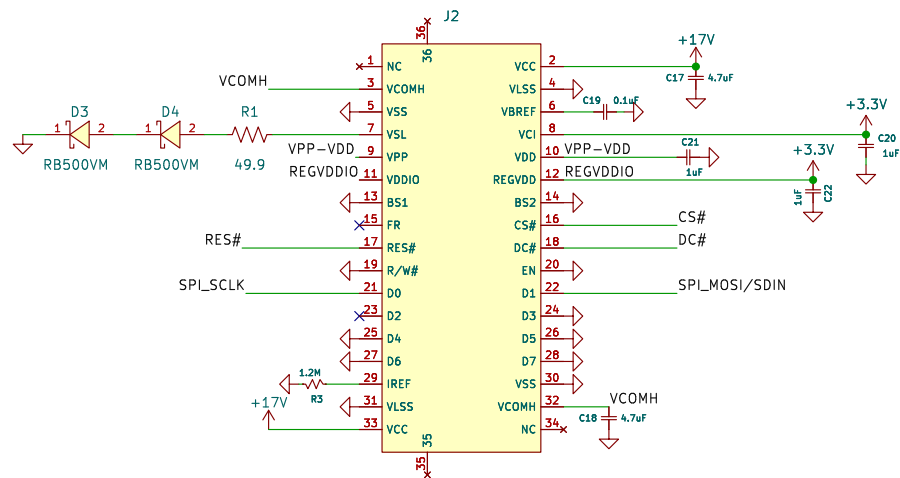 J2
36
36
+17V
1 NC VCC 2
C17 4.7uF
VCOMH 3 VCOMH VLSS 4
C19 0.1uF
+3.3V
D3 D4 R1 5 VSS VBREF 6
1 2 1 2 7 VSL VCI 8
C20
1uF
RB500VM RB500VM 49.9
VPP-VDD 9 VPP VDD 10 VPP-VDD C21
1uF
+3.3V
REGVDDIO 11 VDDIO REGVDD 12 REGVDDIO
1uF C22
13 BS1 BS2 14
15 FR CS# 16 CS#
RES# 17 RES# DC# 18 DC#
19 R/W# EN 20
SPI_SCLK 21 D0 D1 22 SPI_MOSI/SDIN
23 D2 D3 24
25 D4 D5 26
27 D6 D7 28
1.2M
R3
29 IREF VSS 30
+17V
31 VLSS VCOMH 32 VCOMH
C18 4.7uF
33 VCC NC 34
35
35